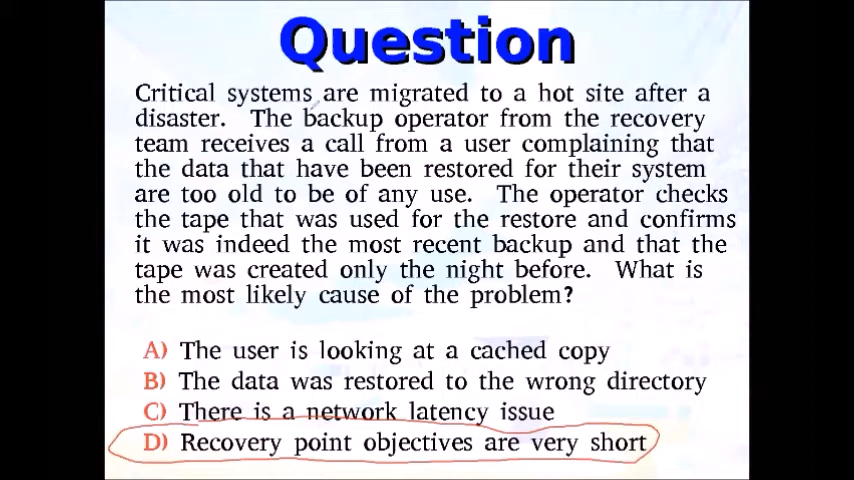 Question
Critical systems are migrated to a hot site after a
disaster. The backup operator from the recovery
team receives a call from a user complaining that
the data that have been restored for their system
are too old to be of any use. The operator checks
the tape that was used for the restore and confirms
it was indeed the most recent backup and that the
tape was created only the night before. What is
the most likely cause of the problem?
A) The user is looking at a cached copy
B) The data was restored to the wrong directory
C) There is a network latency issue
D) Recovery point objectives are very short